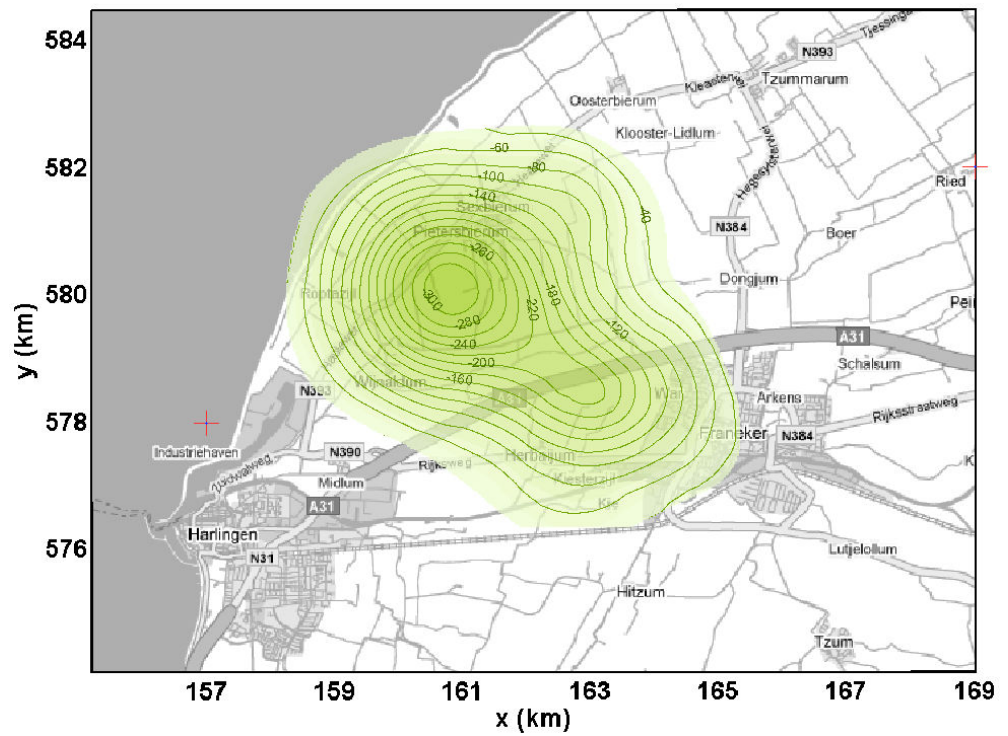 584
Tjessinga
N393
Kleasterwei
Tzummarum
Oosterbierum
Klooster-Lidlum
-60
-80
582
-100
Ried
-140
Sexbierum
-40
Pietersbierum
N384
Boer
-260
Dongjum
-180
580
Roptazijl
-300
-220
-280
-120
A31
-240
Schalsum
-200
Wijnaldum
-160
N393
Arkens
Rijksstraatweg
578
Franeker
N384
Industriehaven
N390
Herbaijum
Midlum
Kiesterzijl
A31
Harlingen
576
N31
Lutjelollum
Hitzum
Tzum
157
159
161
163
165
167
169
x (km)
y (km)